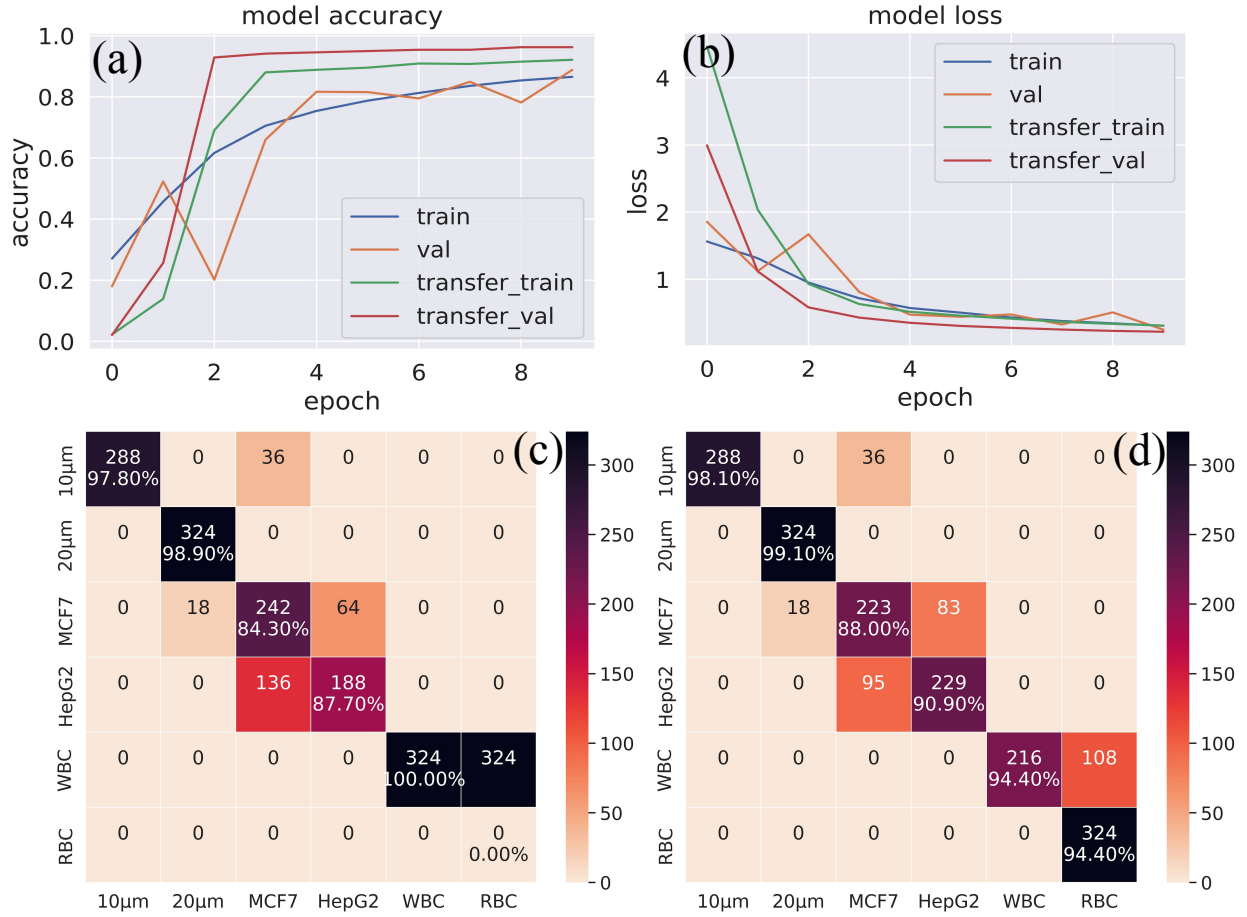 model accuracy
(a)
1.0
0.8
0.6
0.4
0.2
0.0
accuracy
train
val
transfer_train
transfer_val
0 2 4 6 8
epoch
model loss
(b)
4
3
2
1
loss
train
val
transfer_train
transfer_val
0 2 4 6 8
epoch
(c)
10μm 288 0 36 0 0 0
97.80%
20μm 0 324 0 0 0 0
98.90%
MCF7 0 18 242 64 0 0
84.30%
HepG2 0 0 136 188 0 0
87.70%
WBC 0 0 0 0 324 324
100.00%
RBC 0 0 0 0 0 0
0.00%
10μm 20μm MCF7 HepG2 WBC RBC
300
250
200
150
100
50
0
(d)
10μm 288 0 36 0 0 0
98.10%
20μm 0 324 0 0 0 0
99.10%
MCF7 0 18 223 83 0 0
88.00%
HepG2 0 0 95 229 0 0
90.90%
WBC 0 0 0 0 216 108
94.40%
RBC 0 0 0 0 0 324
94.40%
10μm 20μm MCF7 HepG2 WBC RBC
300
250
200
150
100
50
0